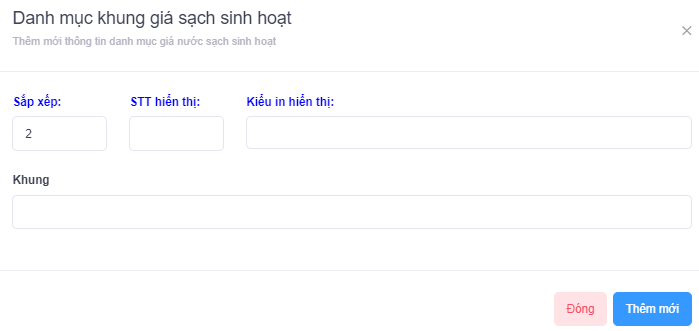 Danh mục khung giá sạch sinh hoạt
Thêm mới thông tin danh mục giá nước sạch sinh hoạt
×
Sắp xếp: STT hiển thị: Kiểu in hiển thị:
2
Khung
Đóng Thêm mới